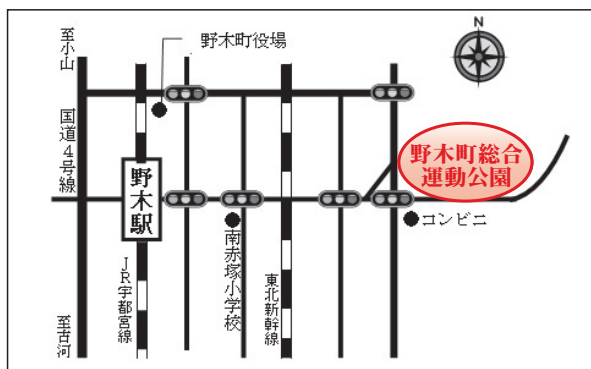 至小山
国道4号線
至古河
野木町役場
野木駅
JR宇都宮線
南赤塚小学校
東北新幹線
N
野木町総合
運動公園
コンビニ